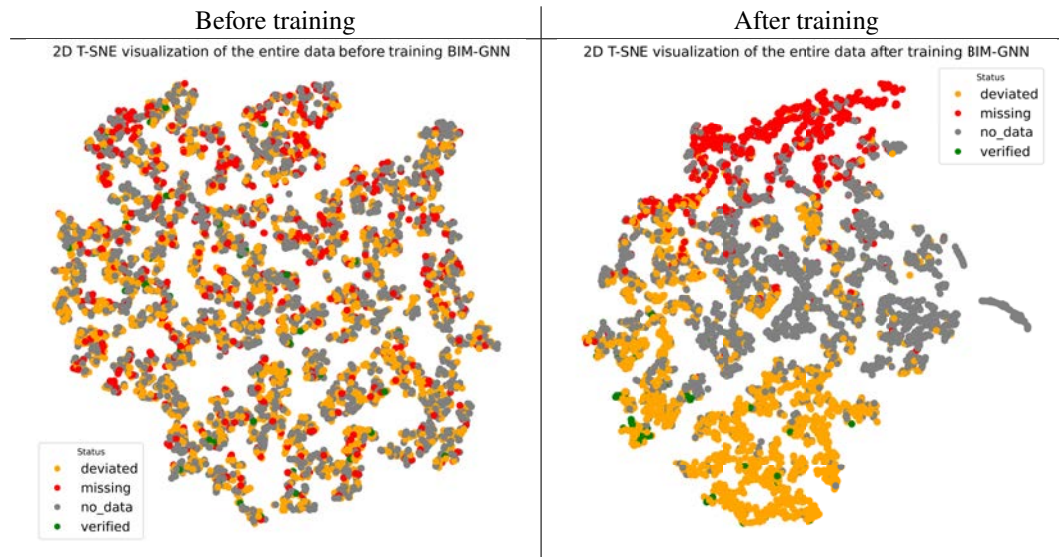 Before training
After training
2D T-SNE visualization of the entire data before training BIM-GNN
2D T-SNE visualization of the entire data after training BIM-GNN
Status
deviated
missing
no_data
verified
Status
deviated
missing
no_data
verified